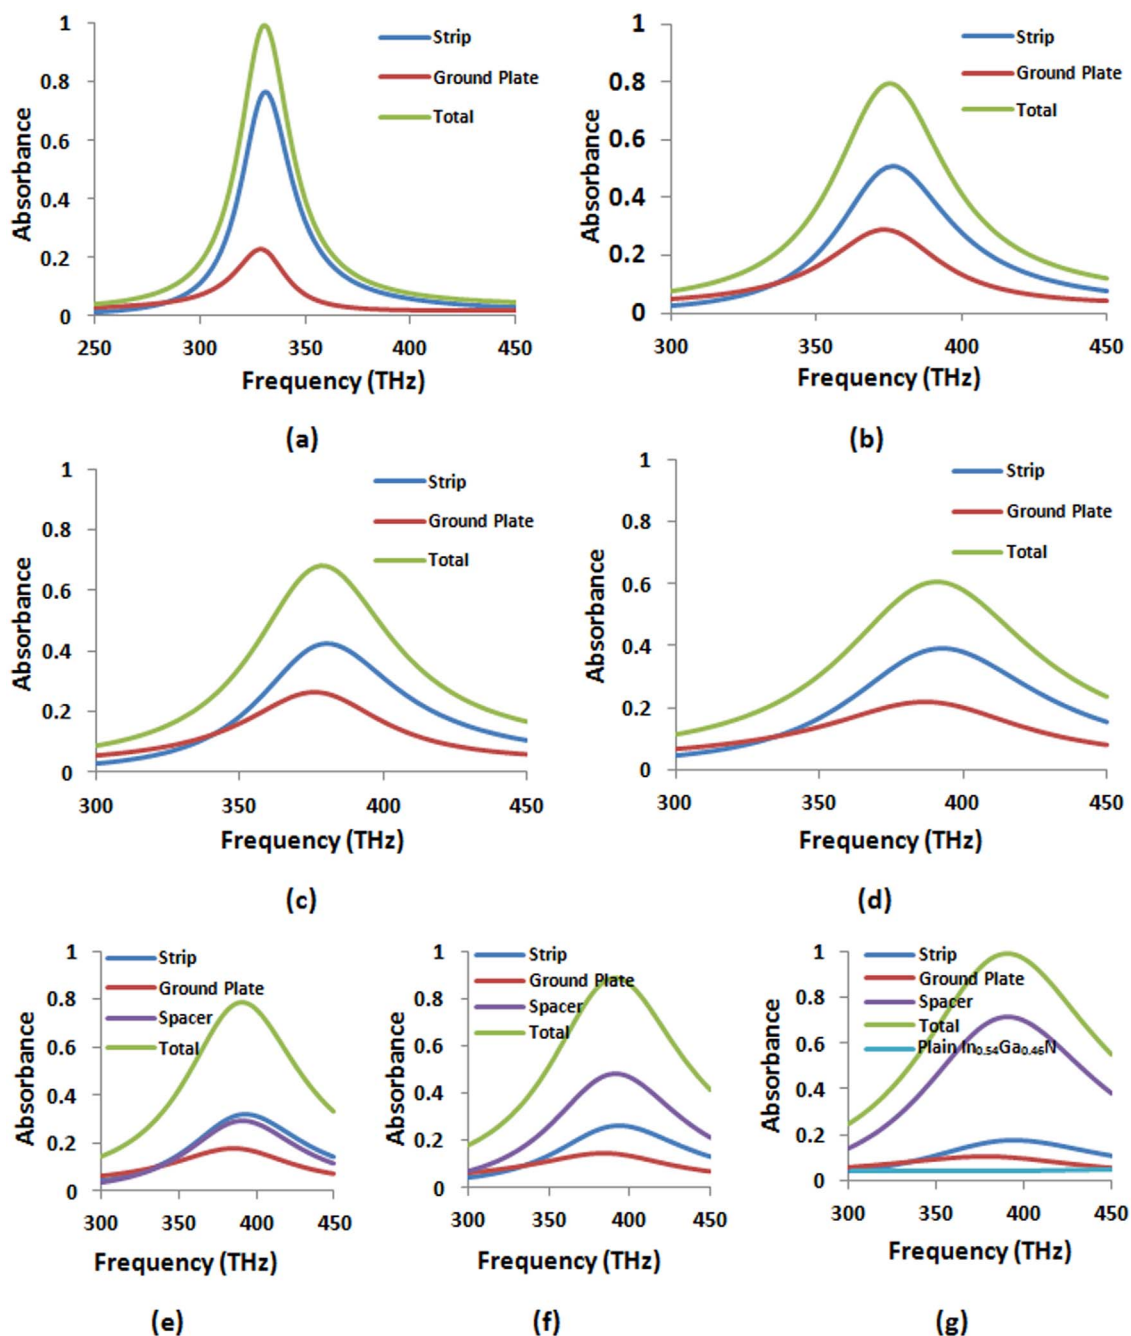 1
0.8
0.6
0.4
0.2
0
Absorbance
Strip
Ground Plate
Total
250 300 350 400 450
Frequency (THz)
(a)
1
0.8
0.6
0.4
0.2
0
Absorbance
Strip
Ground Plate
Total
300 350 400 450
Frequency (THz)
(b)
1
0.8
0.6
0.4
0.2
0
Absorbance
Strip
Ground Plate
Total
300 350 400 450
Frequency (THz)
(c)
1
0.8
0.6
0.4
0.2
0
Absorbance
Strip
Ground Plate
Total
300 350 400 450
Frequency (THz)
(d)
1
0.8
0.6
0.4
0.2
0
Absorbance
Strip
Ground Plate
Spacer
Total
300 350 400 450
Frequency (THz)
(e)
1
0.8
0.6
0.4
0.2
0
Absorbance
Strip
Ground Plate
Spacer
Total
300 350 400 450
Frequency (THz)
(f)
1
0.8
0.6
0.4
0.2
0
Absorbance
Strip
Ground Plate
Spacer
Total
Plain In₀.₅₄Ga₀.₄₆N
300 350 400 450
Frequency (THz)
(g)